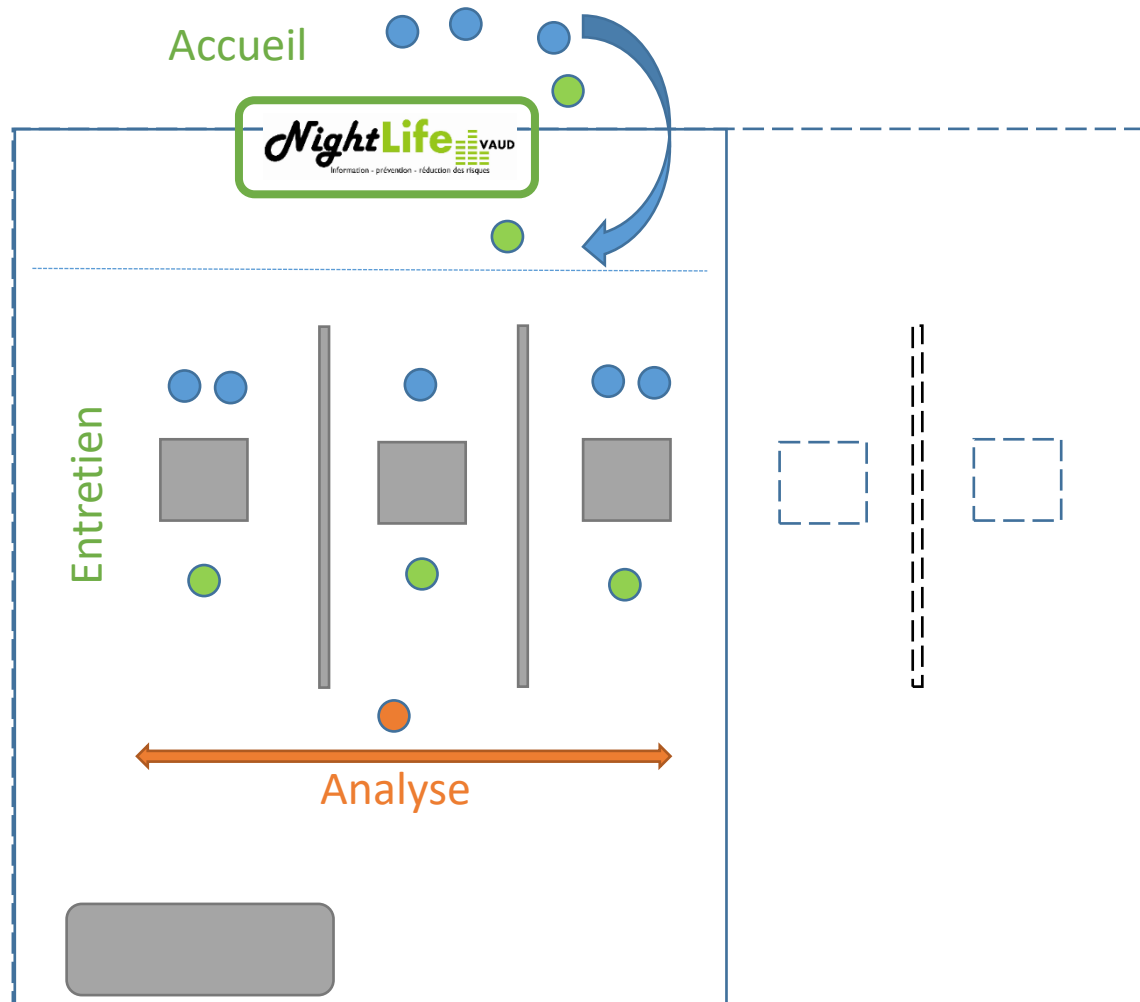 Accueil
NightLife VAUD
Information - prévention - réduction des risques
Entretien
Analyse